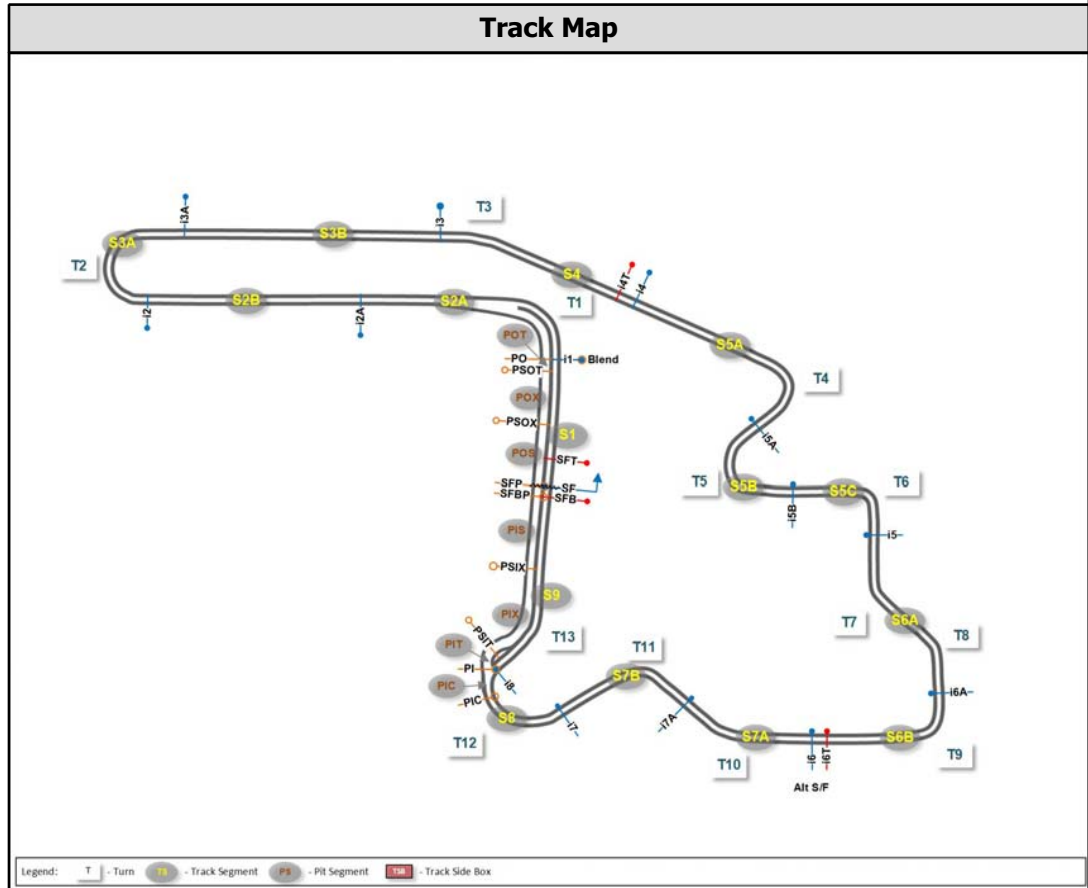 Track Map
i3A
i3
T3
S3A
S3B
T2
S4
i4T
i4
T1
S2B
S2A
i2
i2A
S5A
POT
PO
i1
Blend
PSOT
T4
POX
PSOX
S1
i5A
POS
SFT
SFP
SF
SFBP
SFB
T5
S5B
i5B
S5C
T6
PIS
i5
PSIX
S9
PIX
T7
S6A
T8
PSIT
T13
PIT
PI
i8
T11
S7B
PIC
PIC
i7
i7A
i6A
S8
T12
S7A
S6B
T10
i6
i6T
T9
Alt S/F
Legend: T - Turn TS - Track Segment PS - Pit Segment TSB - Track Side Box